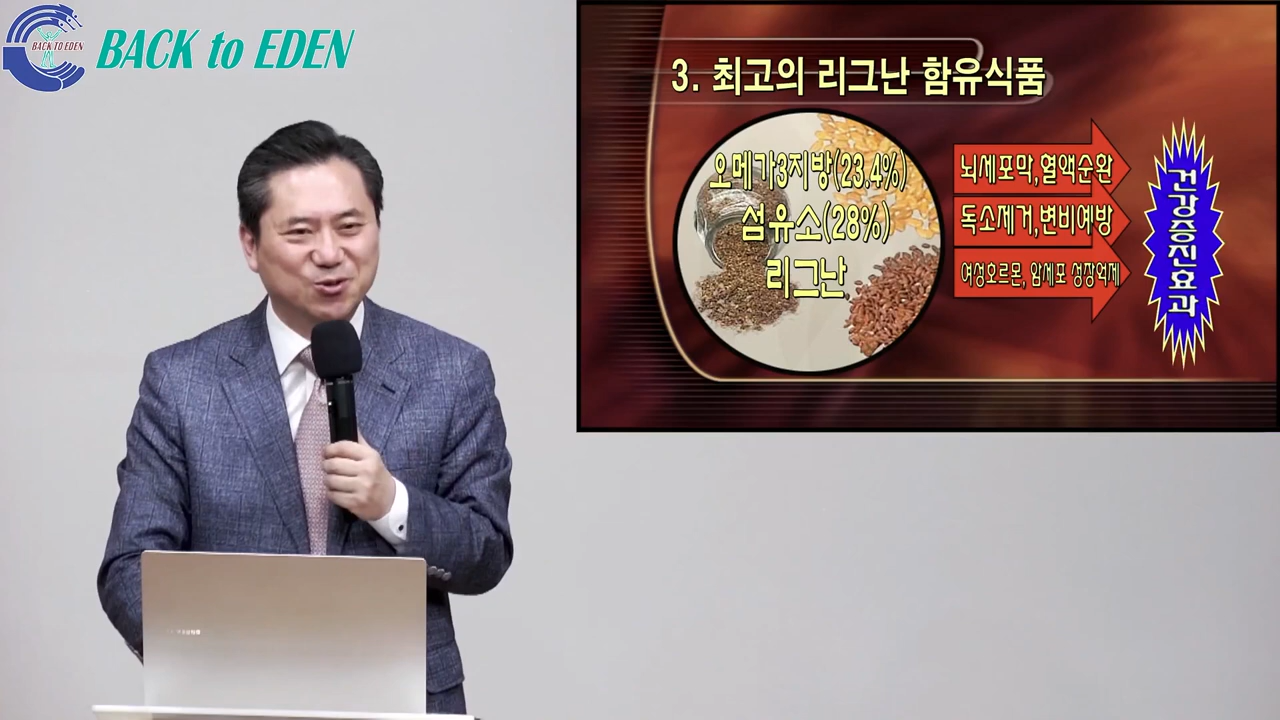 BACK TO EDEN
BACK to EDEN
3. 최고의 리그난 함유식품
오메가3지방(23.4%)
섬유소(28%)
리그난
뇌세포막,혈액순환
독소제거,변비예방
여성오르몬, 암세포 성장억제
건강증진효과